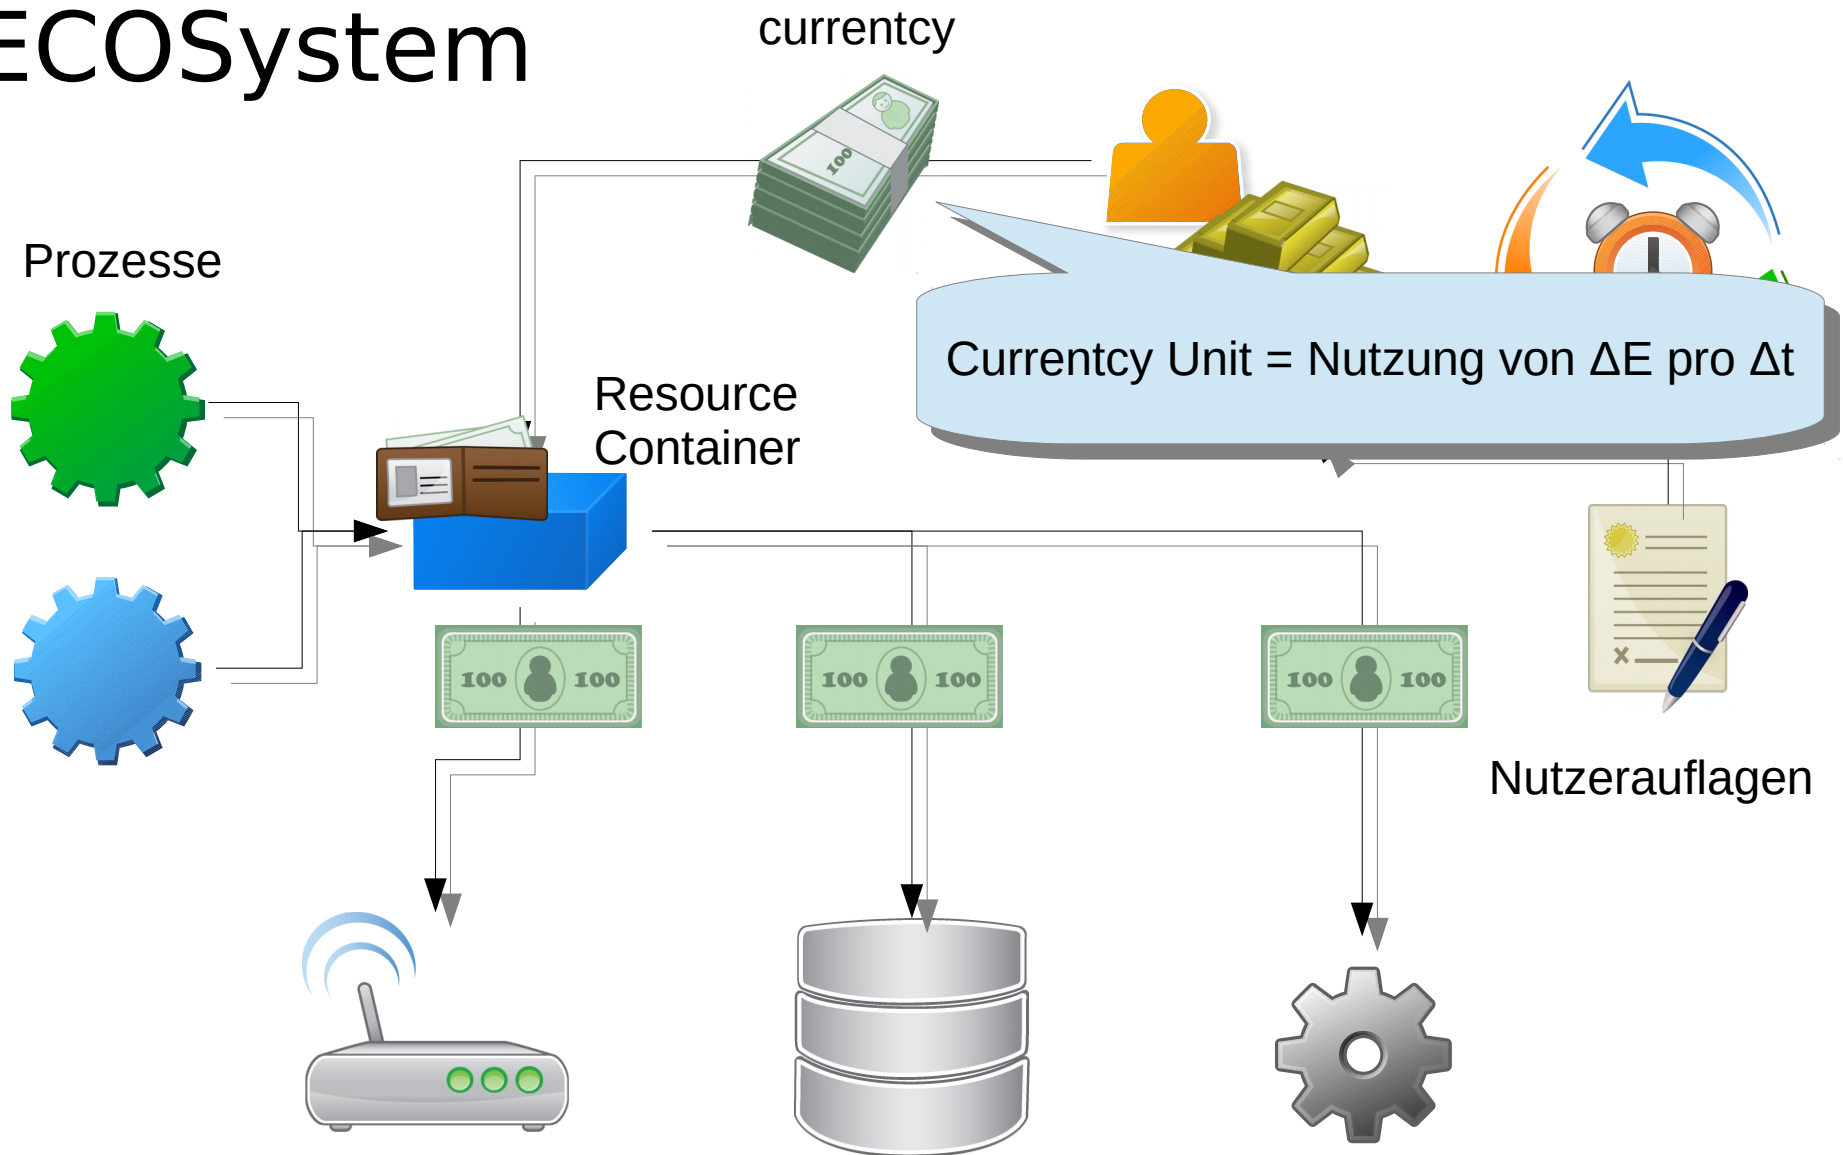 ECOSystem
currentcy
100
Prozesse
Currentcy Unit = Nutzung von ΔE pro Δt
Resource
Container
100 100
100 100
100 100
Nutzerauflagen